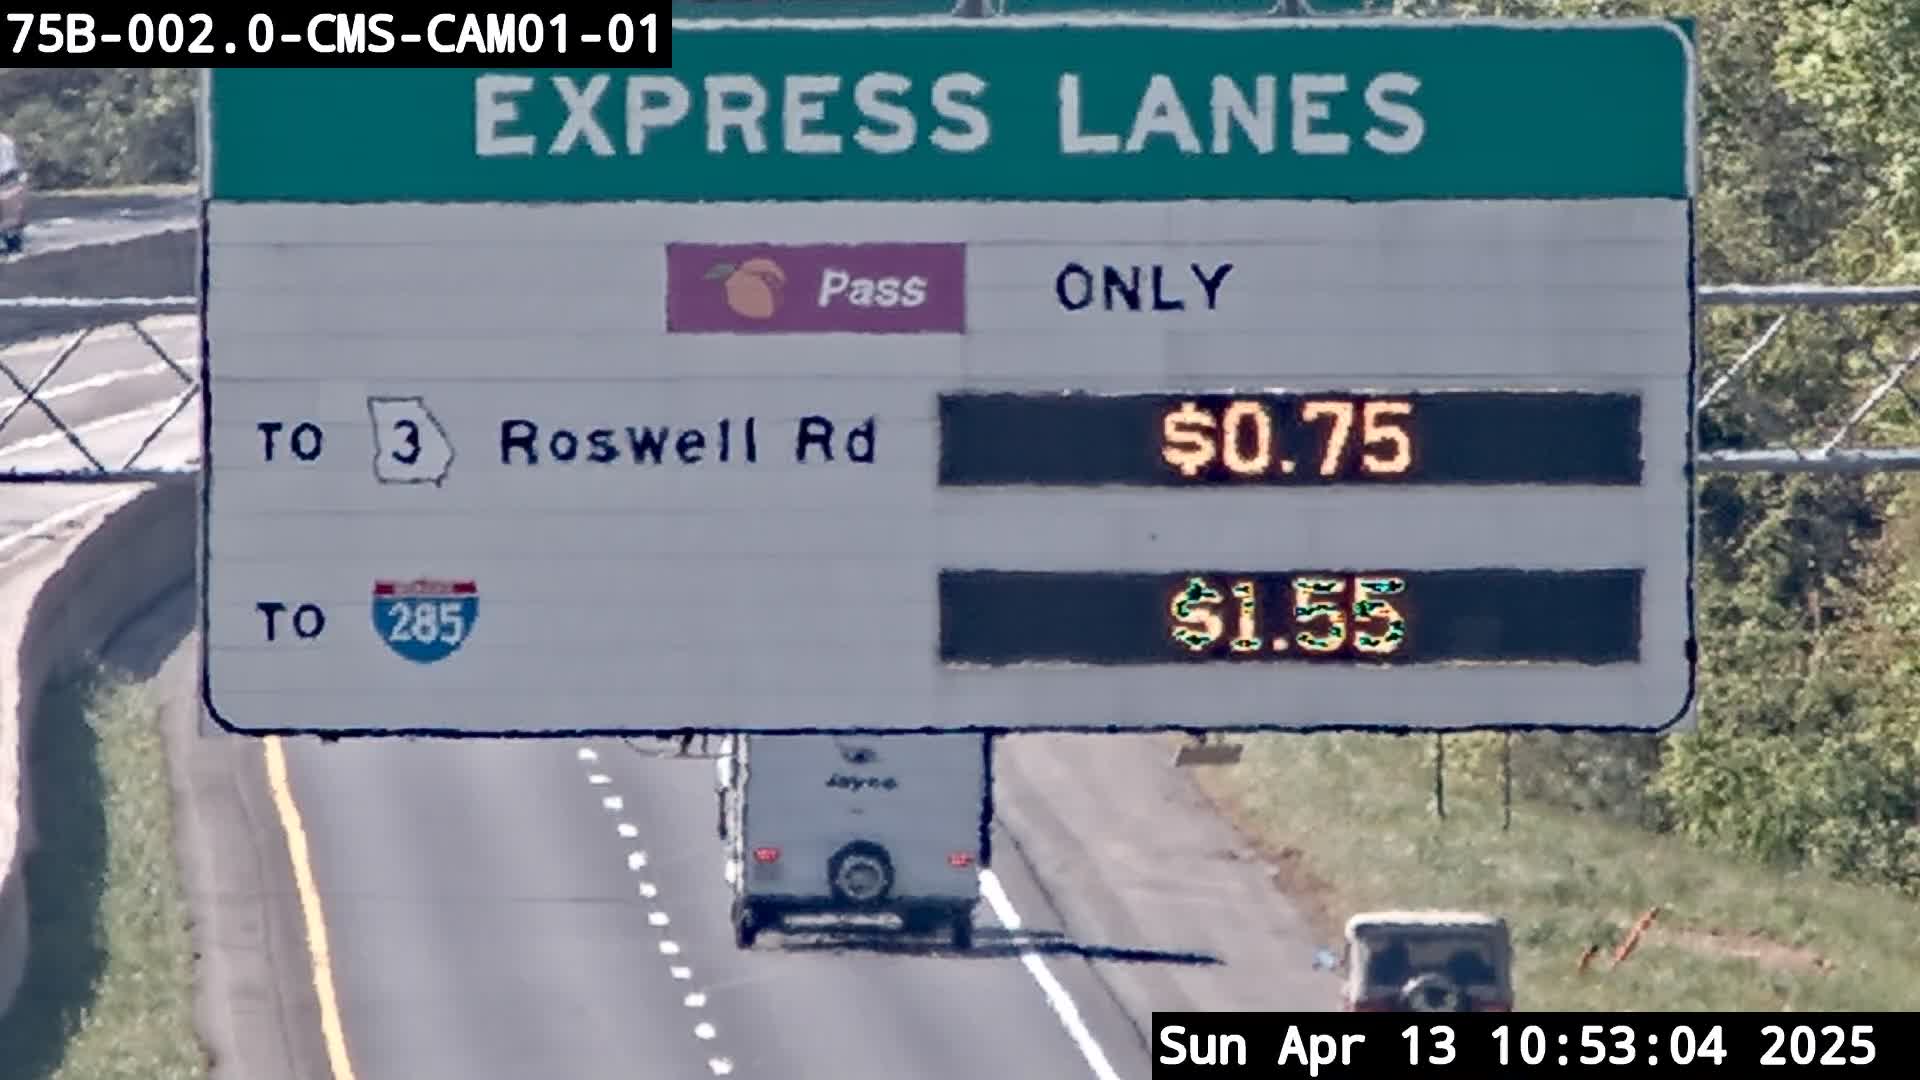 75B-002.0-CMS-CAM01-01
EXPRESS LANES
Pass ONLY
TO 3 Roswell Rd $0.75
TO 285 $1.55
Jayco
Sun Apr 13 10:53:04 2025